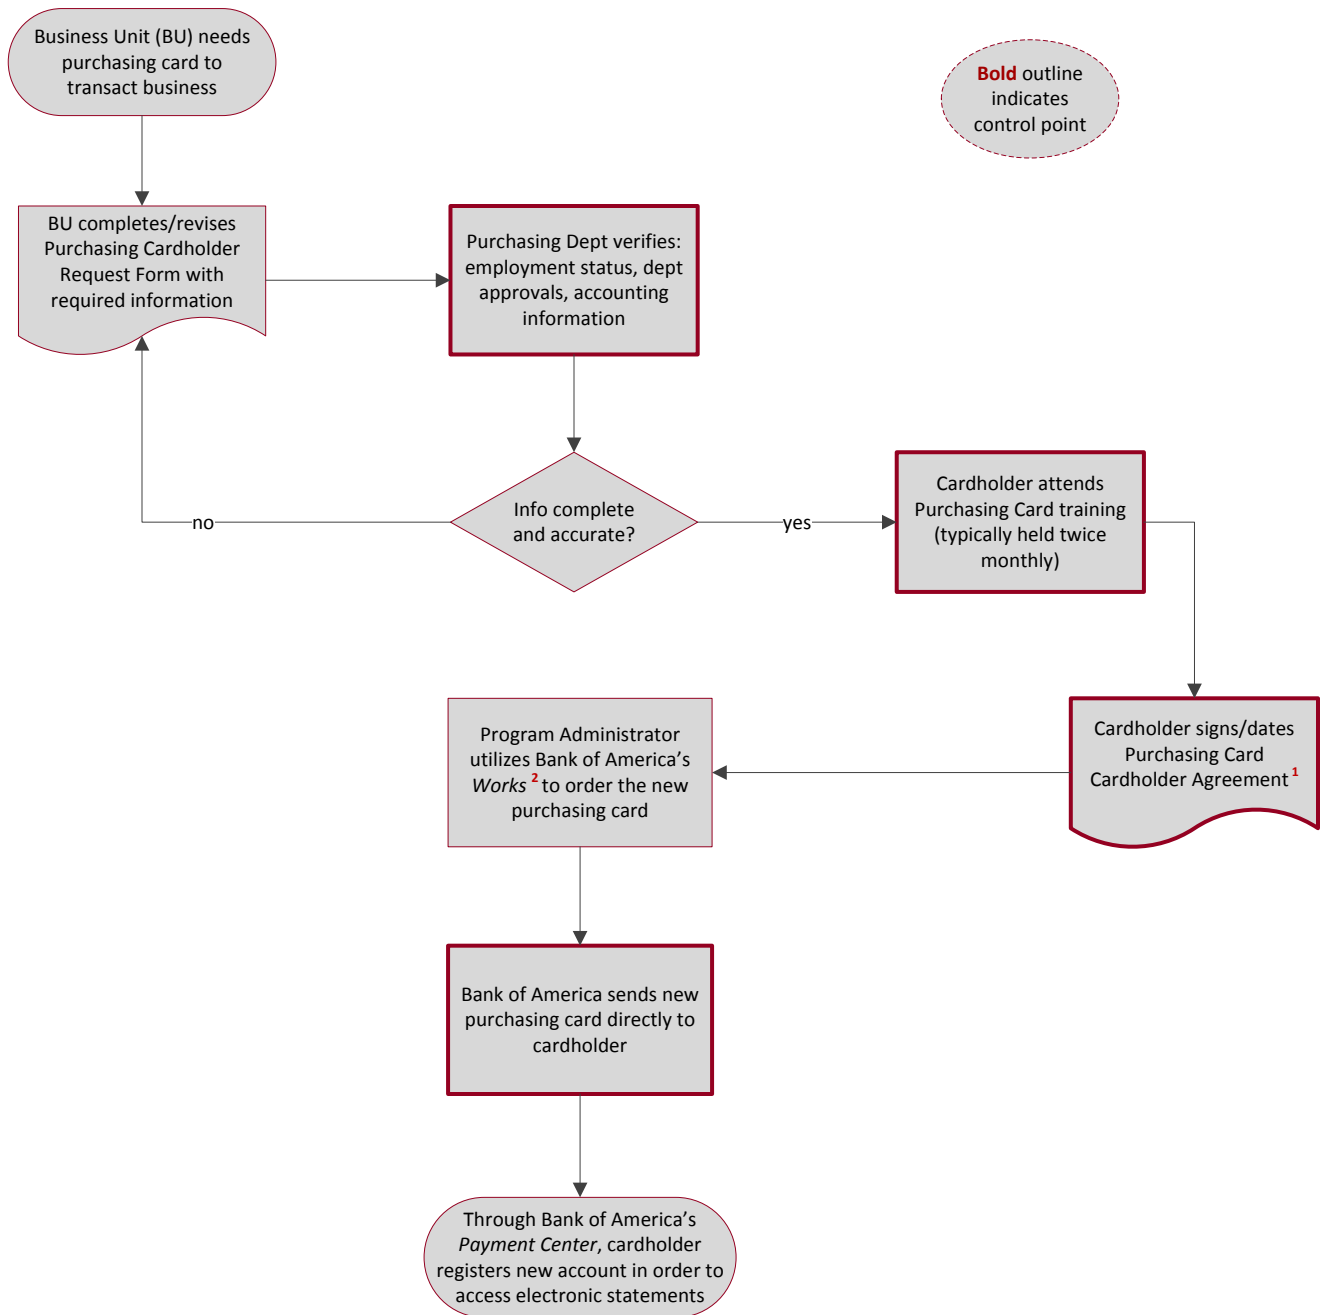 Business Unit (BU) needs
purchasing card to
transact business
Bold outline
indicates
control point
BU completes/revises
Purchasing Cardholder
Request Form with
required information
Purchasing Dept verifies:
employment status, dept
approvals, accounting
information
Info complete
and accurate?
no
yes
Cardholder attends
Purchasing Card training
(typically held twice
monthly)
Cardholder signs/dates
Purchasing Card
Cardholder Agreement 1
Program Administrator
utilizes Bank of America’s
Works 2 to order the new
purchasing card
Bank of America sends new
purchasing card directly to
cardholder
Through Bank of America’s
Payment Center, cardholder
registers new account in order to
access electronic statements